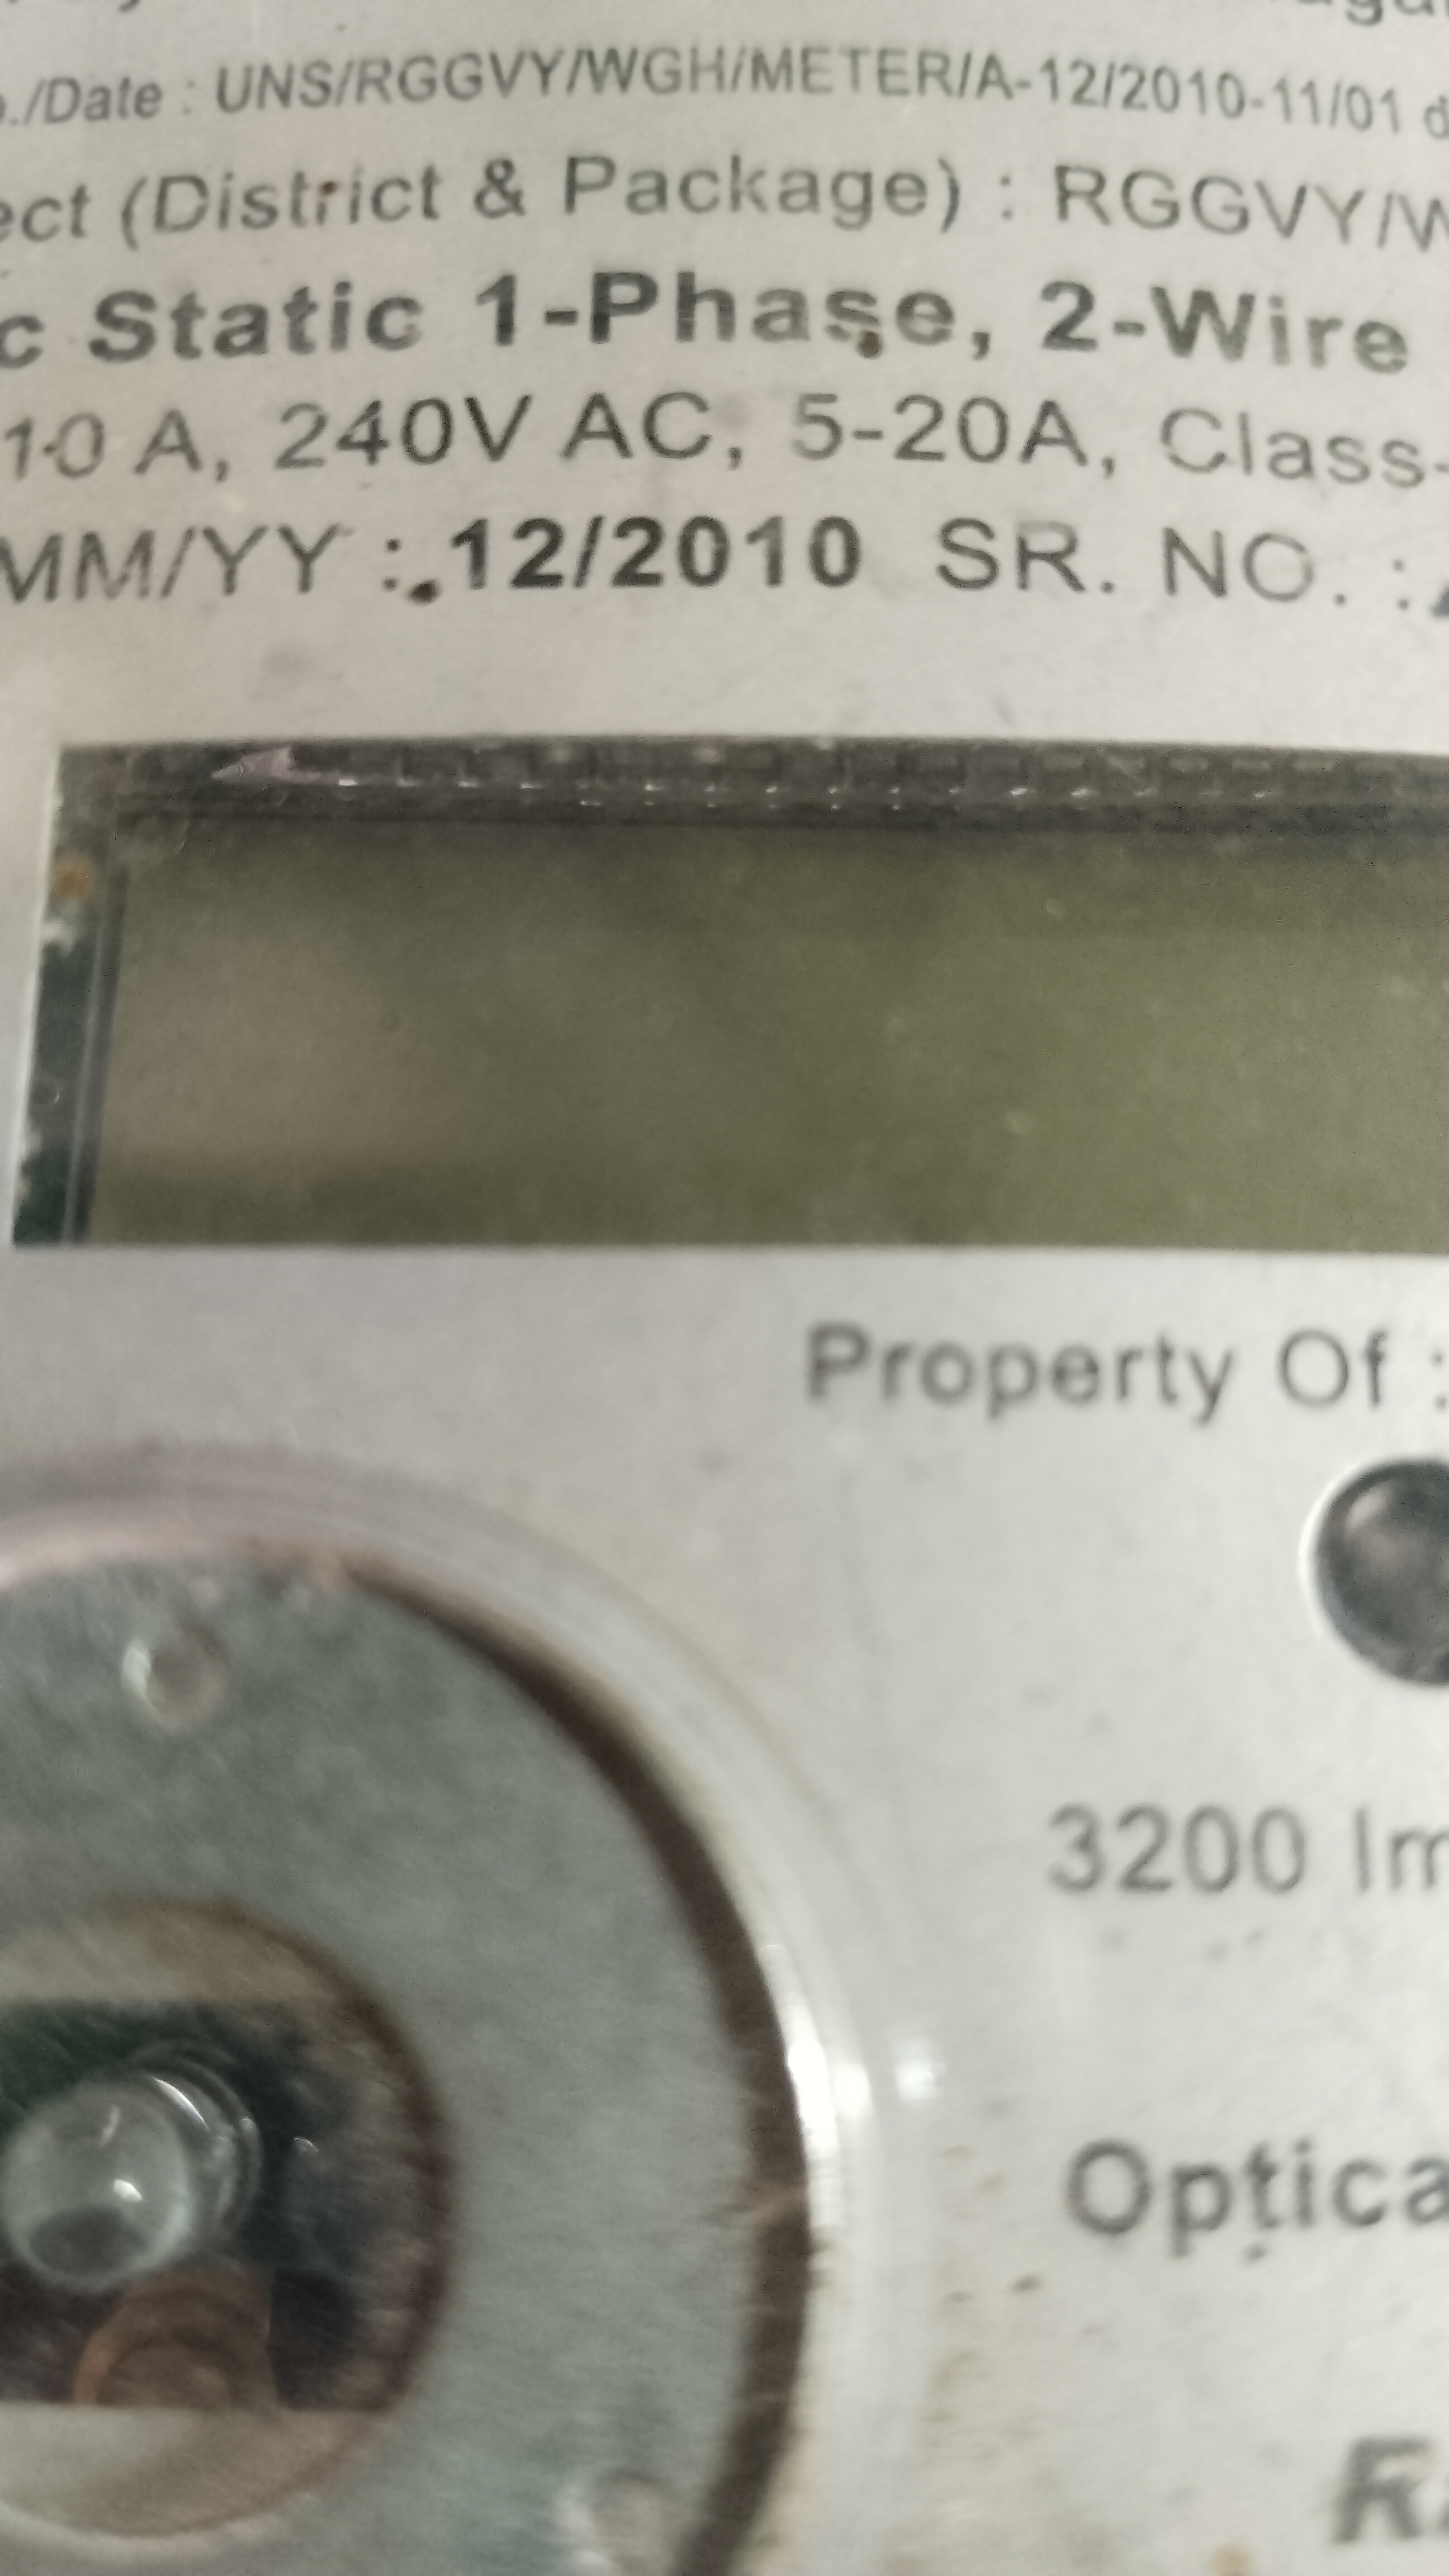 ./Date : UNS/RGGVY/WGH/METER/A-12/2010-11/01 d
ect (District & Package) : RGGVY/W
c Static 1-Phase, 2-Wire
10 A, 240V AC, 5-20A, Class-
MM/YY : 12/2010 SR. NO. :
Property Of :
3200 Im
Optica